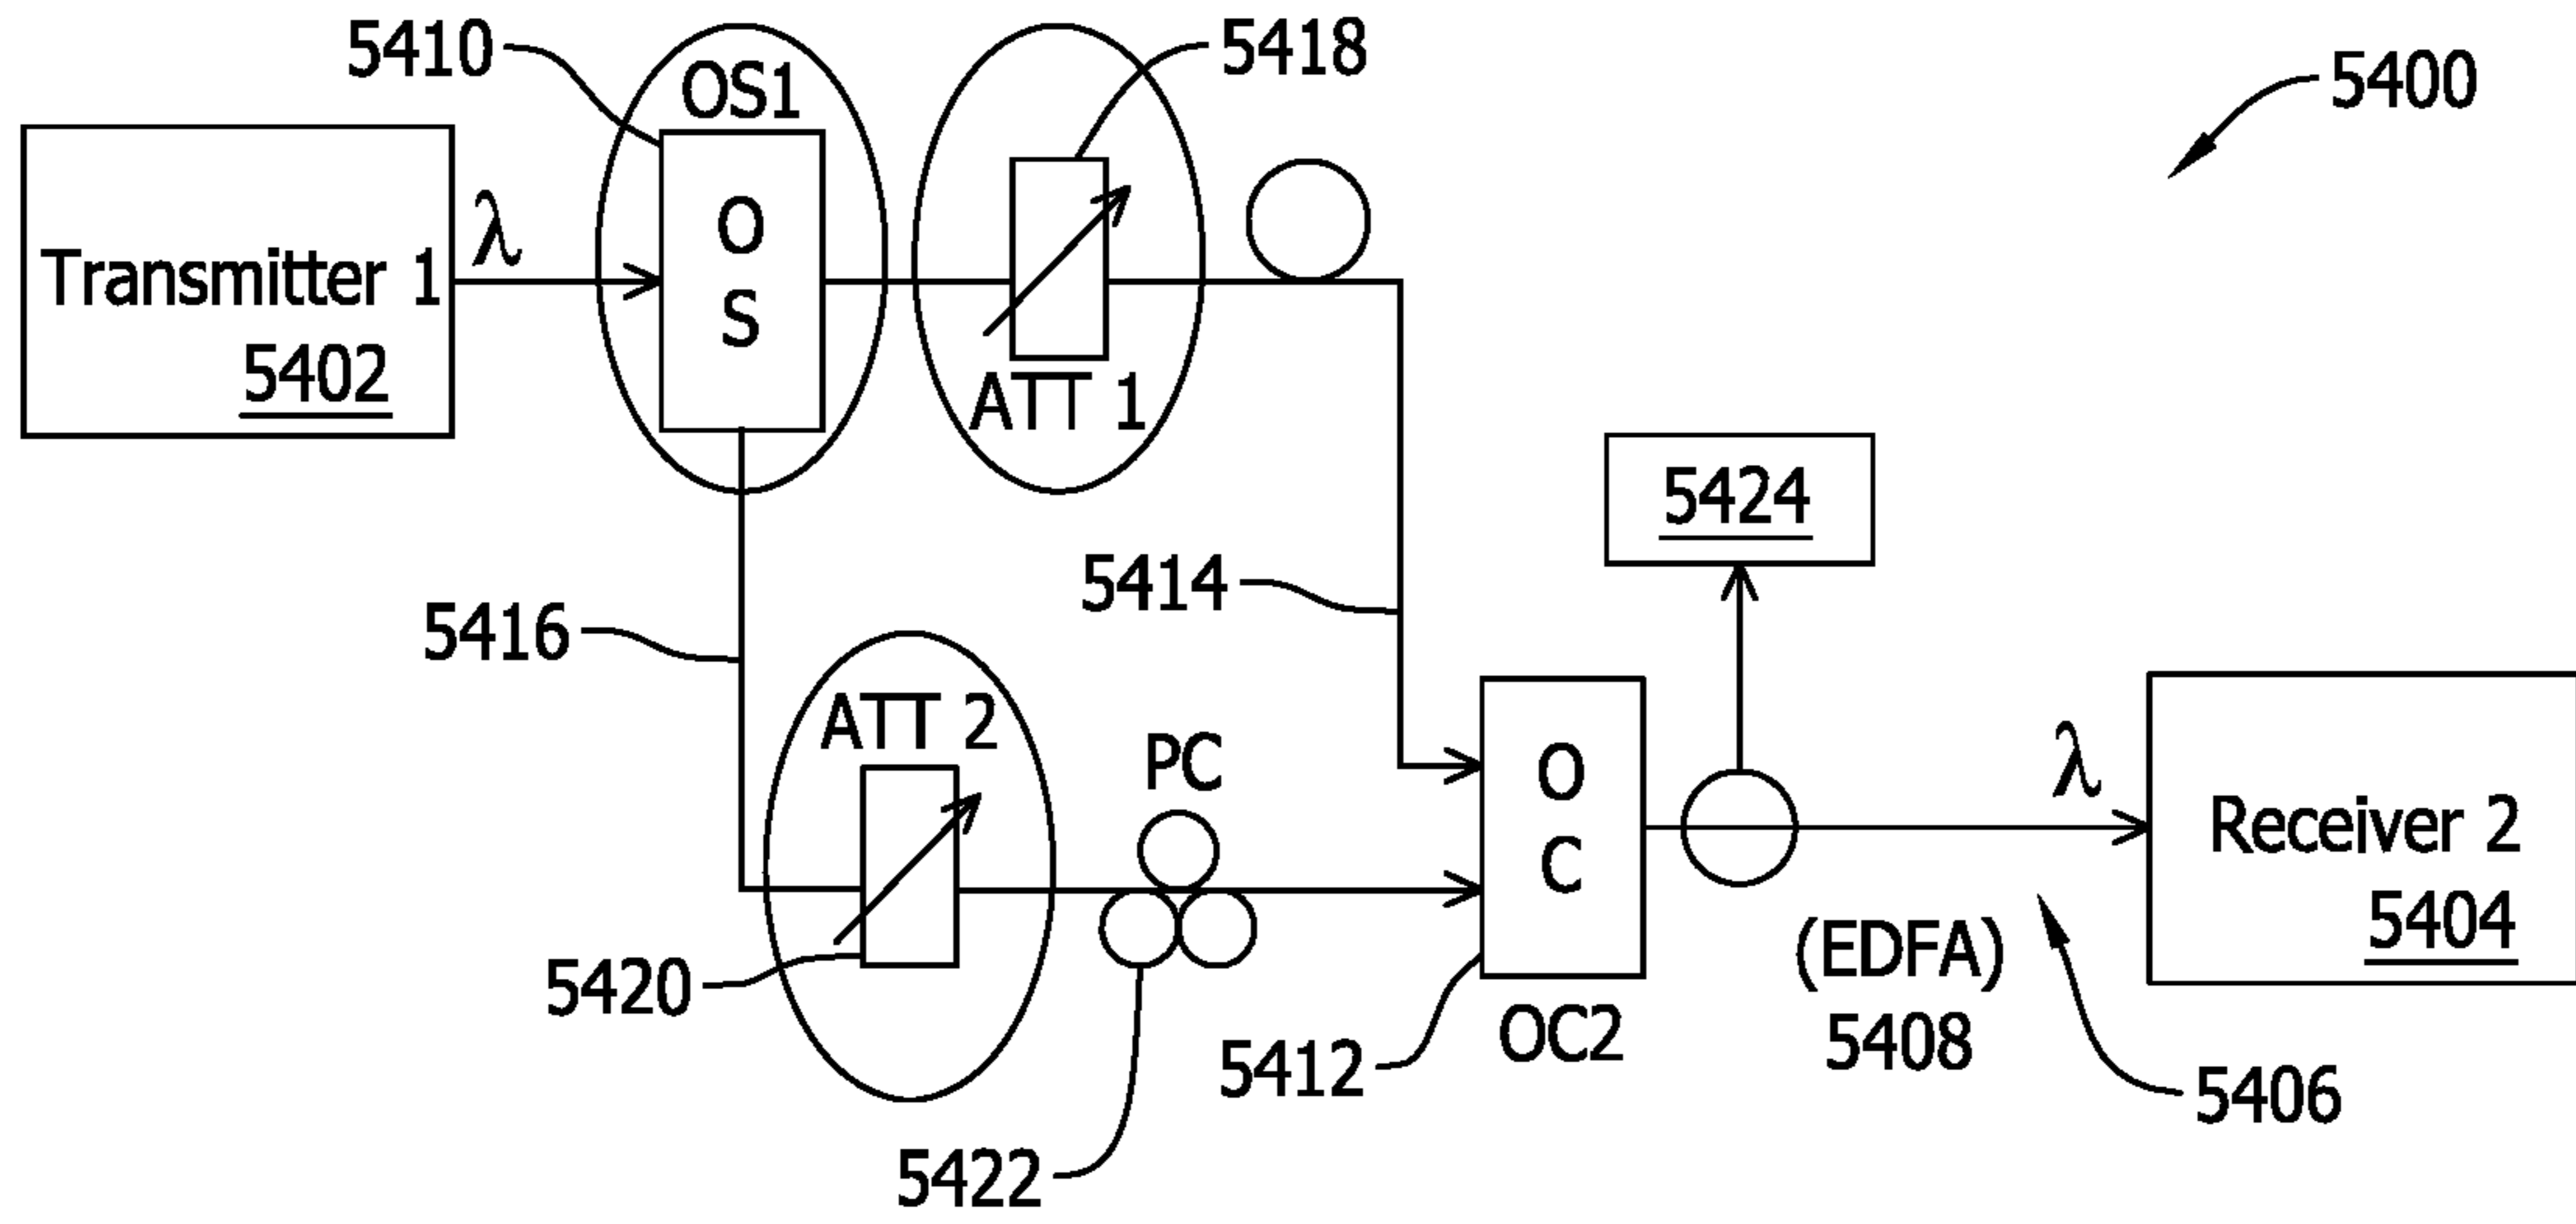 5410
OS1
5418
5400
Transmitter 1
5402
λ
O
S
ATT 1
5424
5414
5416
ATT 2
PC
5420
O
C
λ
Receiver 2
5404
(EDFA)
5408
OC2
5412
5406
5422